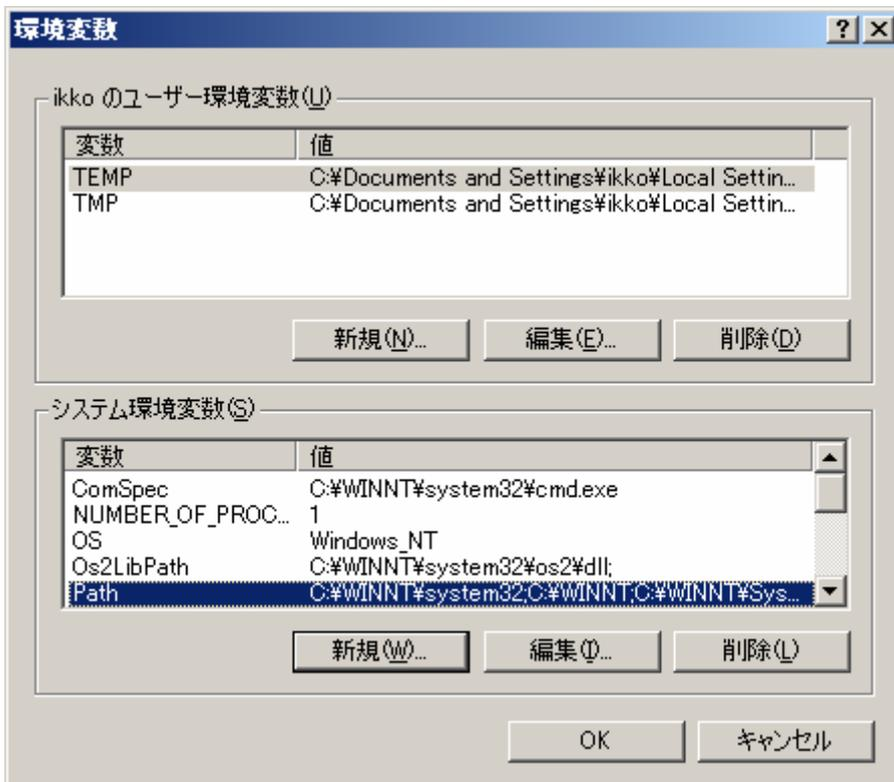 環境変数
ikko のユーザー環境変数(U)
変数 値
TEMP C:¥Documents and Settings¥ikko¥Local Settin...
TMP C:¥Documents and Settings¥ikko¥Local Settin...
新規(N)... 編集(E)... 削除(D)
システム環境変数(S)
変数 値
ComSpec C:¥WINNT¥system32¥cmd.exe
NUMBER_OF_PROC... 1
OS Windows_NT
Os2LibPath C:¥WINNT¥system32¥os2¥dll;
Path C:¥WINNT¥system32;C:¥WINNT;C:¥WINNT¥Sys...
新規(W)... 編集(I)... 削除(L)
OK キャンセル